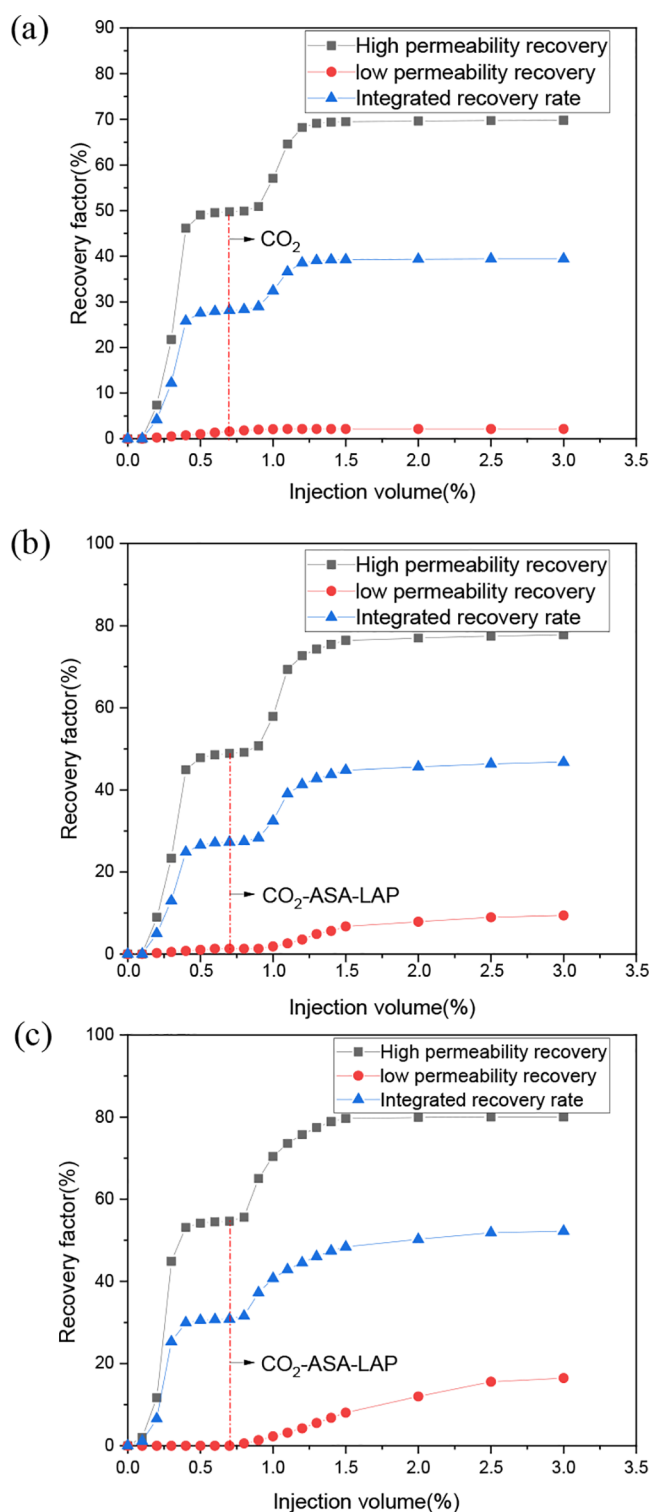 (a)
90
80
70
60
50
40
30
20
10
0
Recovery factor(%)
High permeability recovery
low permeability recovery
Integrated recovery rate
CO₂
0.0 0.5 1.0 1.5 2.0 2.5 3.0 3.5
Injection volume(%)
(b)
100
80
60
40
20
0
Recovery factor(%)
High permeability recovery
low permeability recovery
Integrated recovery rate
CO₂-ASA-LAP
0.0 0.5 1.0 1.5 2.0 2.5 3.0 3.5
Injection volume(%)
(c)
100
80
60
40
20
0
Recovery factor(%)
High permeability recovery
low permeability recovery
Integrated recovery rate
CO₂-ASA-LAP
0.0 0.5 1.0 1.5 2.0 2.5 3.0 3.5
Injection volume(%)